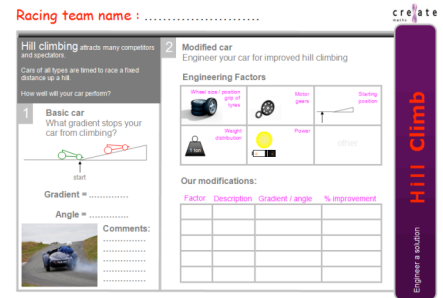 Racing team name : ............................
create
maths
Hill climbing attracts many competitors
and spectators.
Cars of all types are timed to race a fixed
distance up a hill.
How well will your car perform?
1
Basic car
What gradient stops your
car from climbing?
start
Gradient = ..............
Angle = ..............
Comments:
2
Modified car
Engineer your car for improved hill climbing
Engineering Factors
Wheel size / position
grip of
tyres
Motor
gears
Starting
position
Weight
distribution
1 ton
Power
other
Our modifications:
Factor Description Gradient / angle % improvement
Hill Climb
Engineer a solution